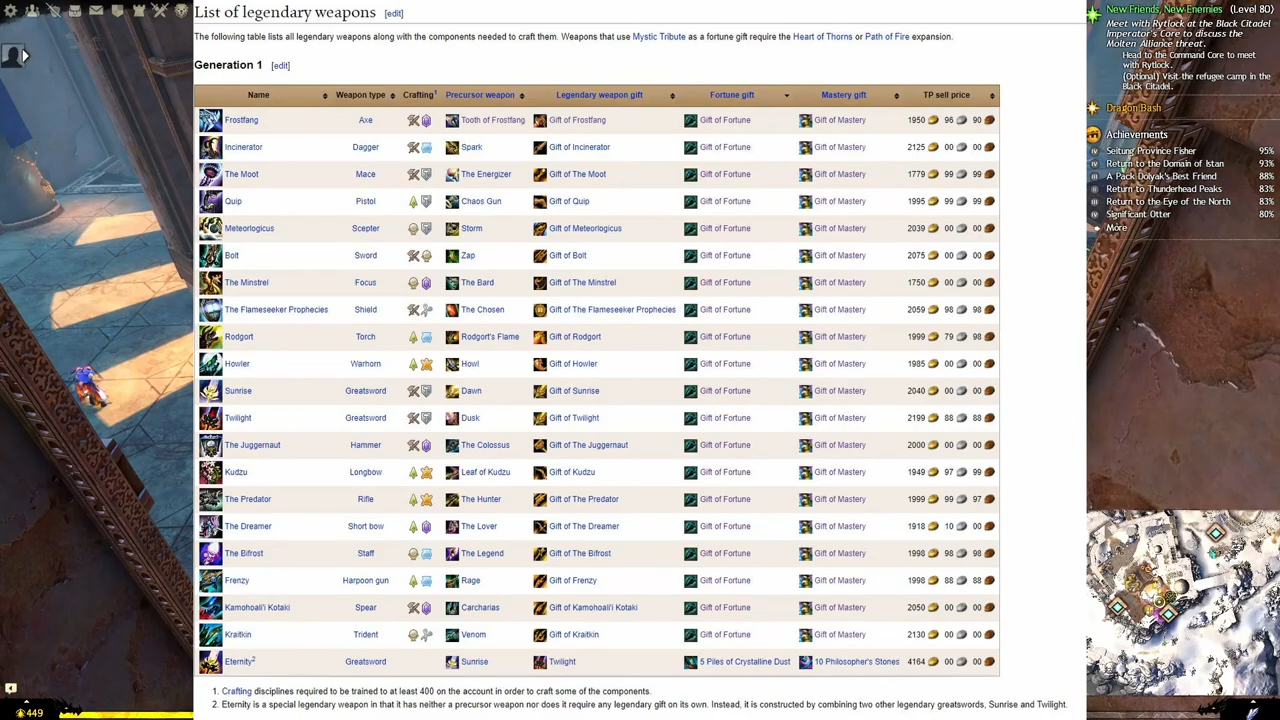 List of legendary weapons [edit]
The following table lists all legendary weapons along with the components needed to craft them. Weapons that use Mystic Tribute as a fortune gift require the Heart of Thorns or Path of Fire expansion.
Generation 1 [edit]
Name Weapon type Crafting1 Precursor weapon Legendary weapon gift Fortune gift Mastery gift TP sell price
Frostfang Axe Tooth of Frostfang Gift of Frostfang Gift of Fortune Gift of Mastery 1950 96 90
Incinerator Dagger Spark Gift of Incinerator Gift of Fortune Gift of Mastery 2125 00 00
The Moot Mace The Energizer Gift of The Moot Gift of Fortune Gift of Mastery 1779 99 99
Quip Pistol Chaos Gun Gift of Quip Gift of Fortune Gift of Mastery 1995 99 99
Meteorlogicus Scepter Storm Gift of Meteorlogicus Gift of Fortune Gift of Mastery 2039 00 00
Bolt Sword Zap Gift of Bolt Gift of Fortune Gift of Mastery 2075 00 00
The Minstrel Focus The Bard Gift of The Minstrel Gift of Fortune Gift of Mastery 1750 00 00
The Flameseeker Prophecies Shield The Chosen Gift of The Flameseeker Prophecies Gift of Fortune Gift of Mastery 2059 98 98
Rodgort Torch Rodgort's Flame Gift of Rodgort Gift of Fortune Gift of Mastery 1999 79 98
Howler Warhorn Howl Gift of Howler Gift of Fortune Gift of Mastery 1985 00 00
Sunrise Greatsword Dawn Gift of Sunrise Gift of Fortune Gift of Mastery 2040 00 00
Twilight Greatsword Dusk Gift of Twilight Gift of Fortune Gift of Mastery 2199 88 88
The Juggernaut Hammer The Colossus Gift of The Juggernaut Gift of Fortune Gift of Mastery 2000 00 00
Kudzu Longbow Leaf of Kudzu Gift of Kudzu Gift of Fortune Gift of Mastery 1949 97 99
The Predator Rifle The Hunter Gift of The Predator Gift of Fortune Gift of Mastery 1999 99 97
The Dreamer Short bow The Lover Gift of The Dreamer Gift of Fortune Gift of Mastery 1918 10 00
The Bifrost Staff The Legend Gift of The Bifrost Gift of Fortune Gift of Mastery 1998 98 98
Frenzy Harpoon gun Rage Gift of Frenzy Gift of Fortune Gift of Mastery 1998 88 88
Kamohoali'i Kotaki Spear Carcharias Gift of Kamohoali'i Kotaki Gift of Fortune Gift of Mastery 2050 00 00
Kraitkin Trident Venom Gift of Kraitkin Gift of Fortune Gift of Mastery 2130 00 00
Eternity2 Greatsword Sunrise Twilight 5 Piles of Crystalline Dust 10 Philosopher's Stones 4164 00 00
1. Crafting disciplines required to be trained to at least 400 on the account in order to craft some of the components.
2. Eternity is a special legendary weapon in that it has neither a precursor weapon nor does it require any legendary gift on its own. Instead, it is constructed by combining two other legendary greatswords, Sunrise and Twilight.
449
New Friends, New Enemies (Level 80)
Meet with Rytlock at the Black Citadel
Imperator's Core to discuss the
Molten Alliance threat.
Head to the Command Core to meet
with Rytlock.
(Optional) Visit the refugee camp in the
Black Citadel.
Dragon Bash
Achievements
Seitung Province Fisher 95%
Return to the Domain of Istan 93%
A Pack Dolyak's Best Friend 88%
Return to Thunderhead Peaks 83%
Return to the Eye of the North 83%
Significant Otter 80%
More